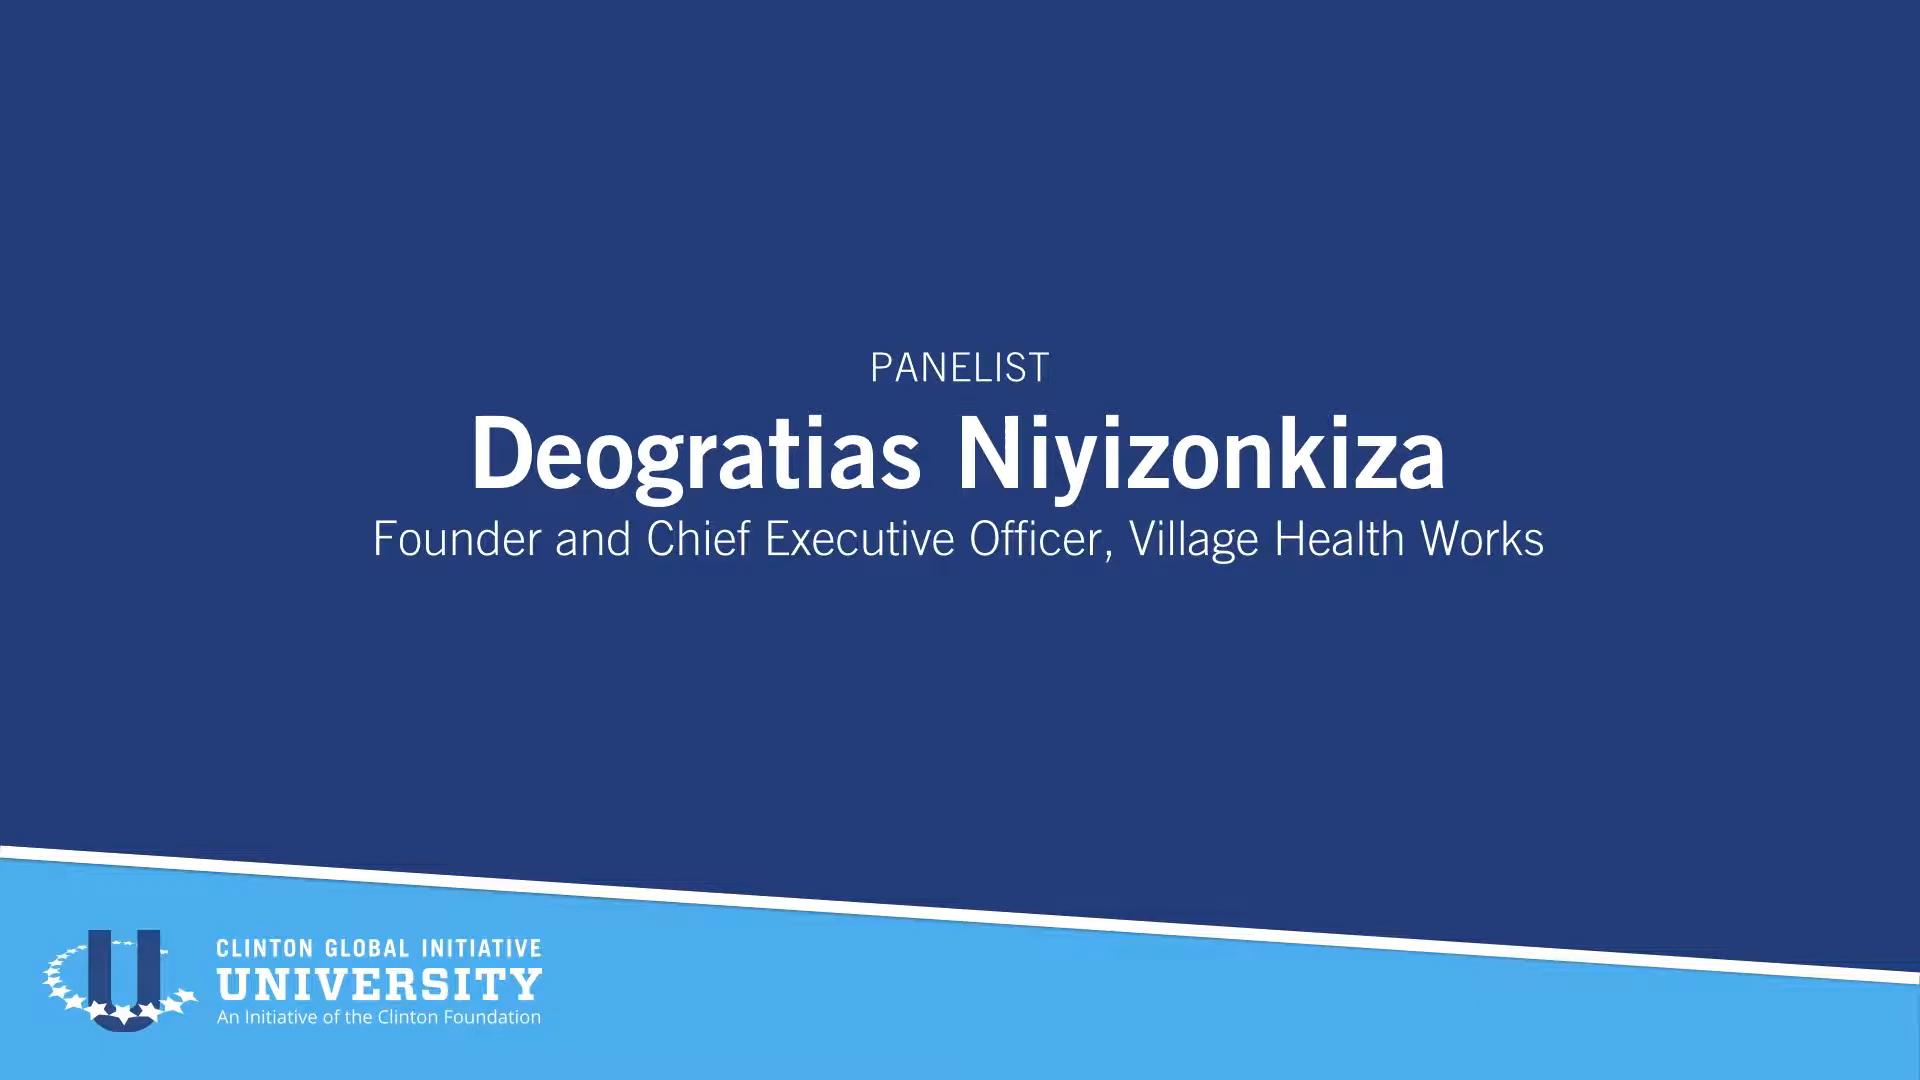 PANELIST
Deogratias Niyizonkiza
Founder and Chief Executive Officer, Village Health Works
CLINTON GLOBAL INITIATIVE
UNIVERSITY
An Initiative of the Clinton Foundation